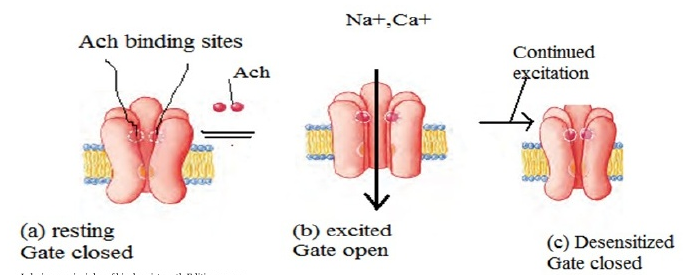 Na+,Ca+
Ach binding sites
Ach
Continued
excitation
(a) resting
Gate closed
(b) excited
Gate open
(c) Desensitized
Gate closed